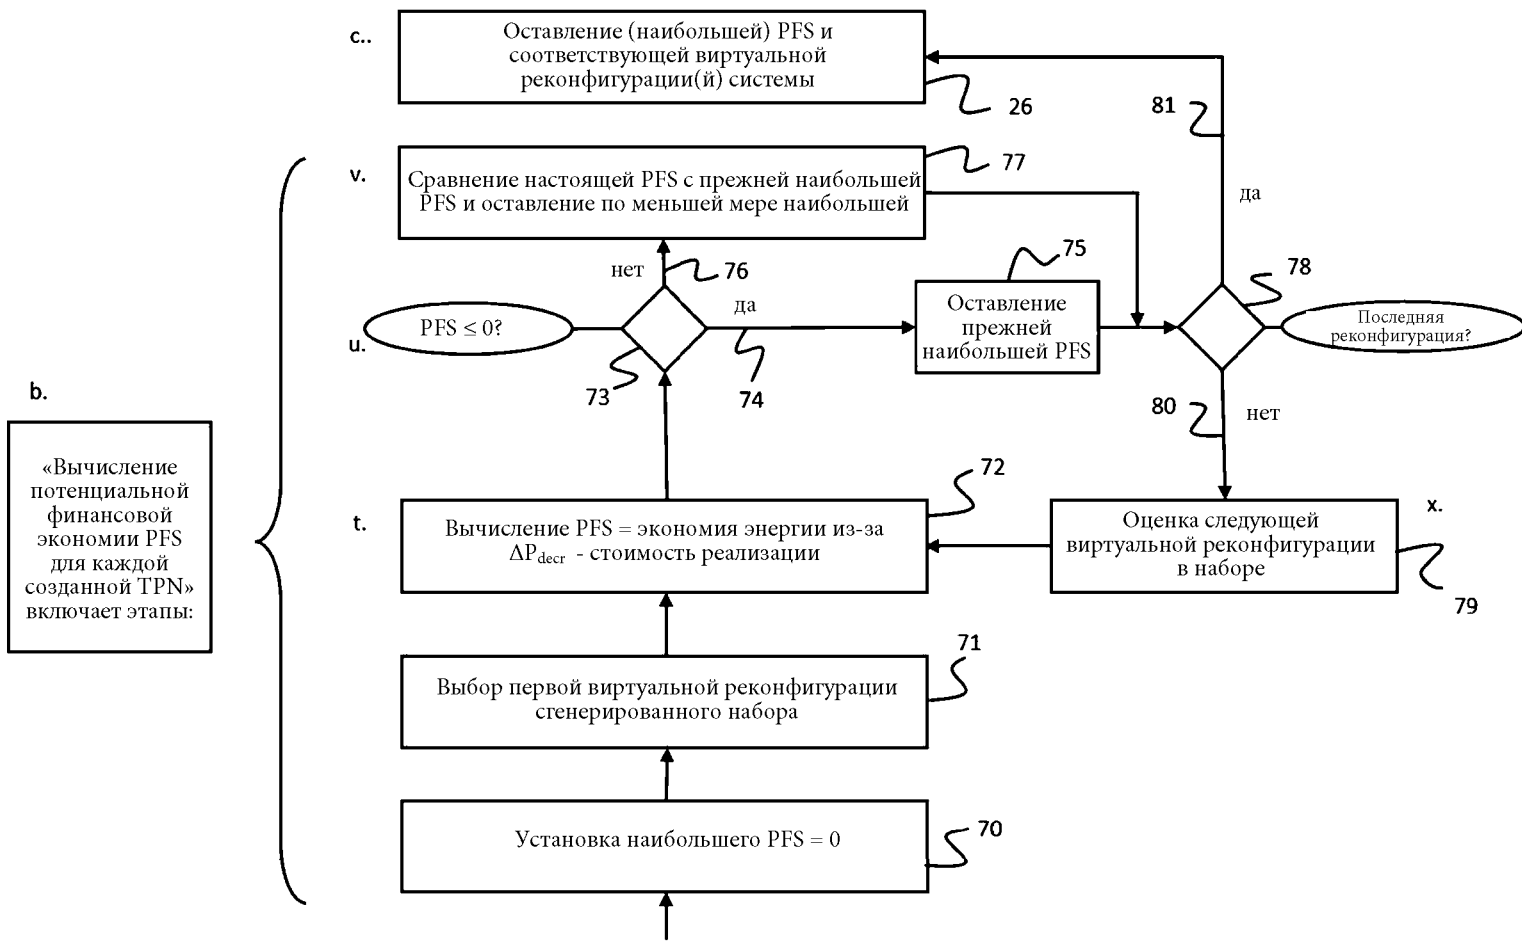 c..
Оставление (наибольшей) PFS и
соответствующей виртуальной
реконфигурации(й) системы
26
81
да
v.
Сравнение настоящей PFS с прежней наибольшей
PFS и оставление по меньшей мере наибольшей
77
нет
76
75
78
u.
PFS ≤ 0?
да
73
74
Оставление
прежней
наибольшей PFS
Последняя
реконфигурация?
80
нет
b.
«Вычисление
потенциальной
финансовой
экономии PFS
для каждой
созданной TPN»
включает этапы:
t.
Вычисление PFS = экономия энергии из-за
ΔPdecr - стоимость реализации
72
x.
Оценка следующей
виртуальной реконфигурации
в наборе
79
Выбор первой виртуальной реконфигурации
сгенерированного набора
71
Установка наибольшего PFS = 0
70